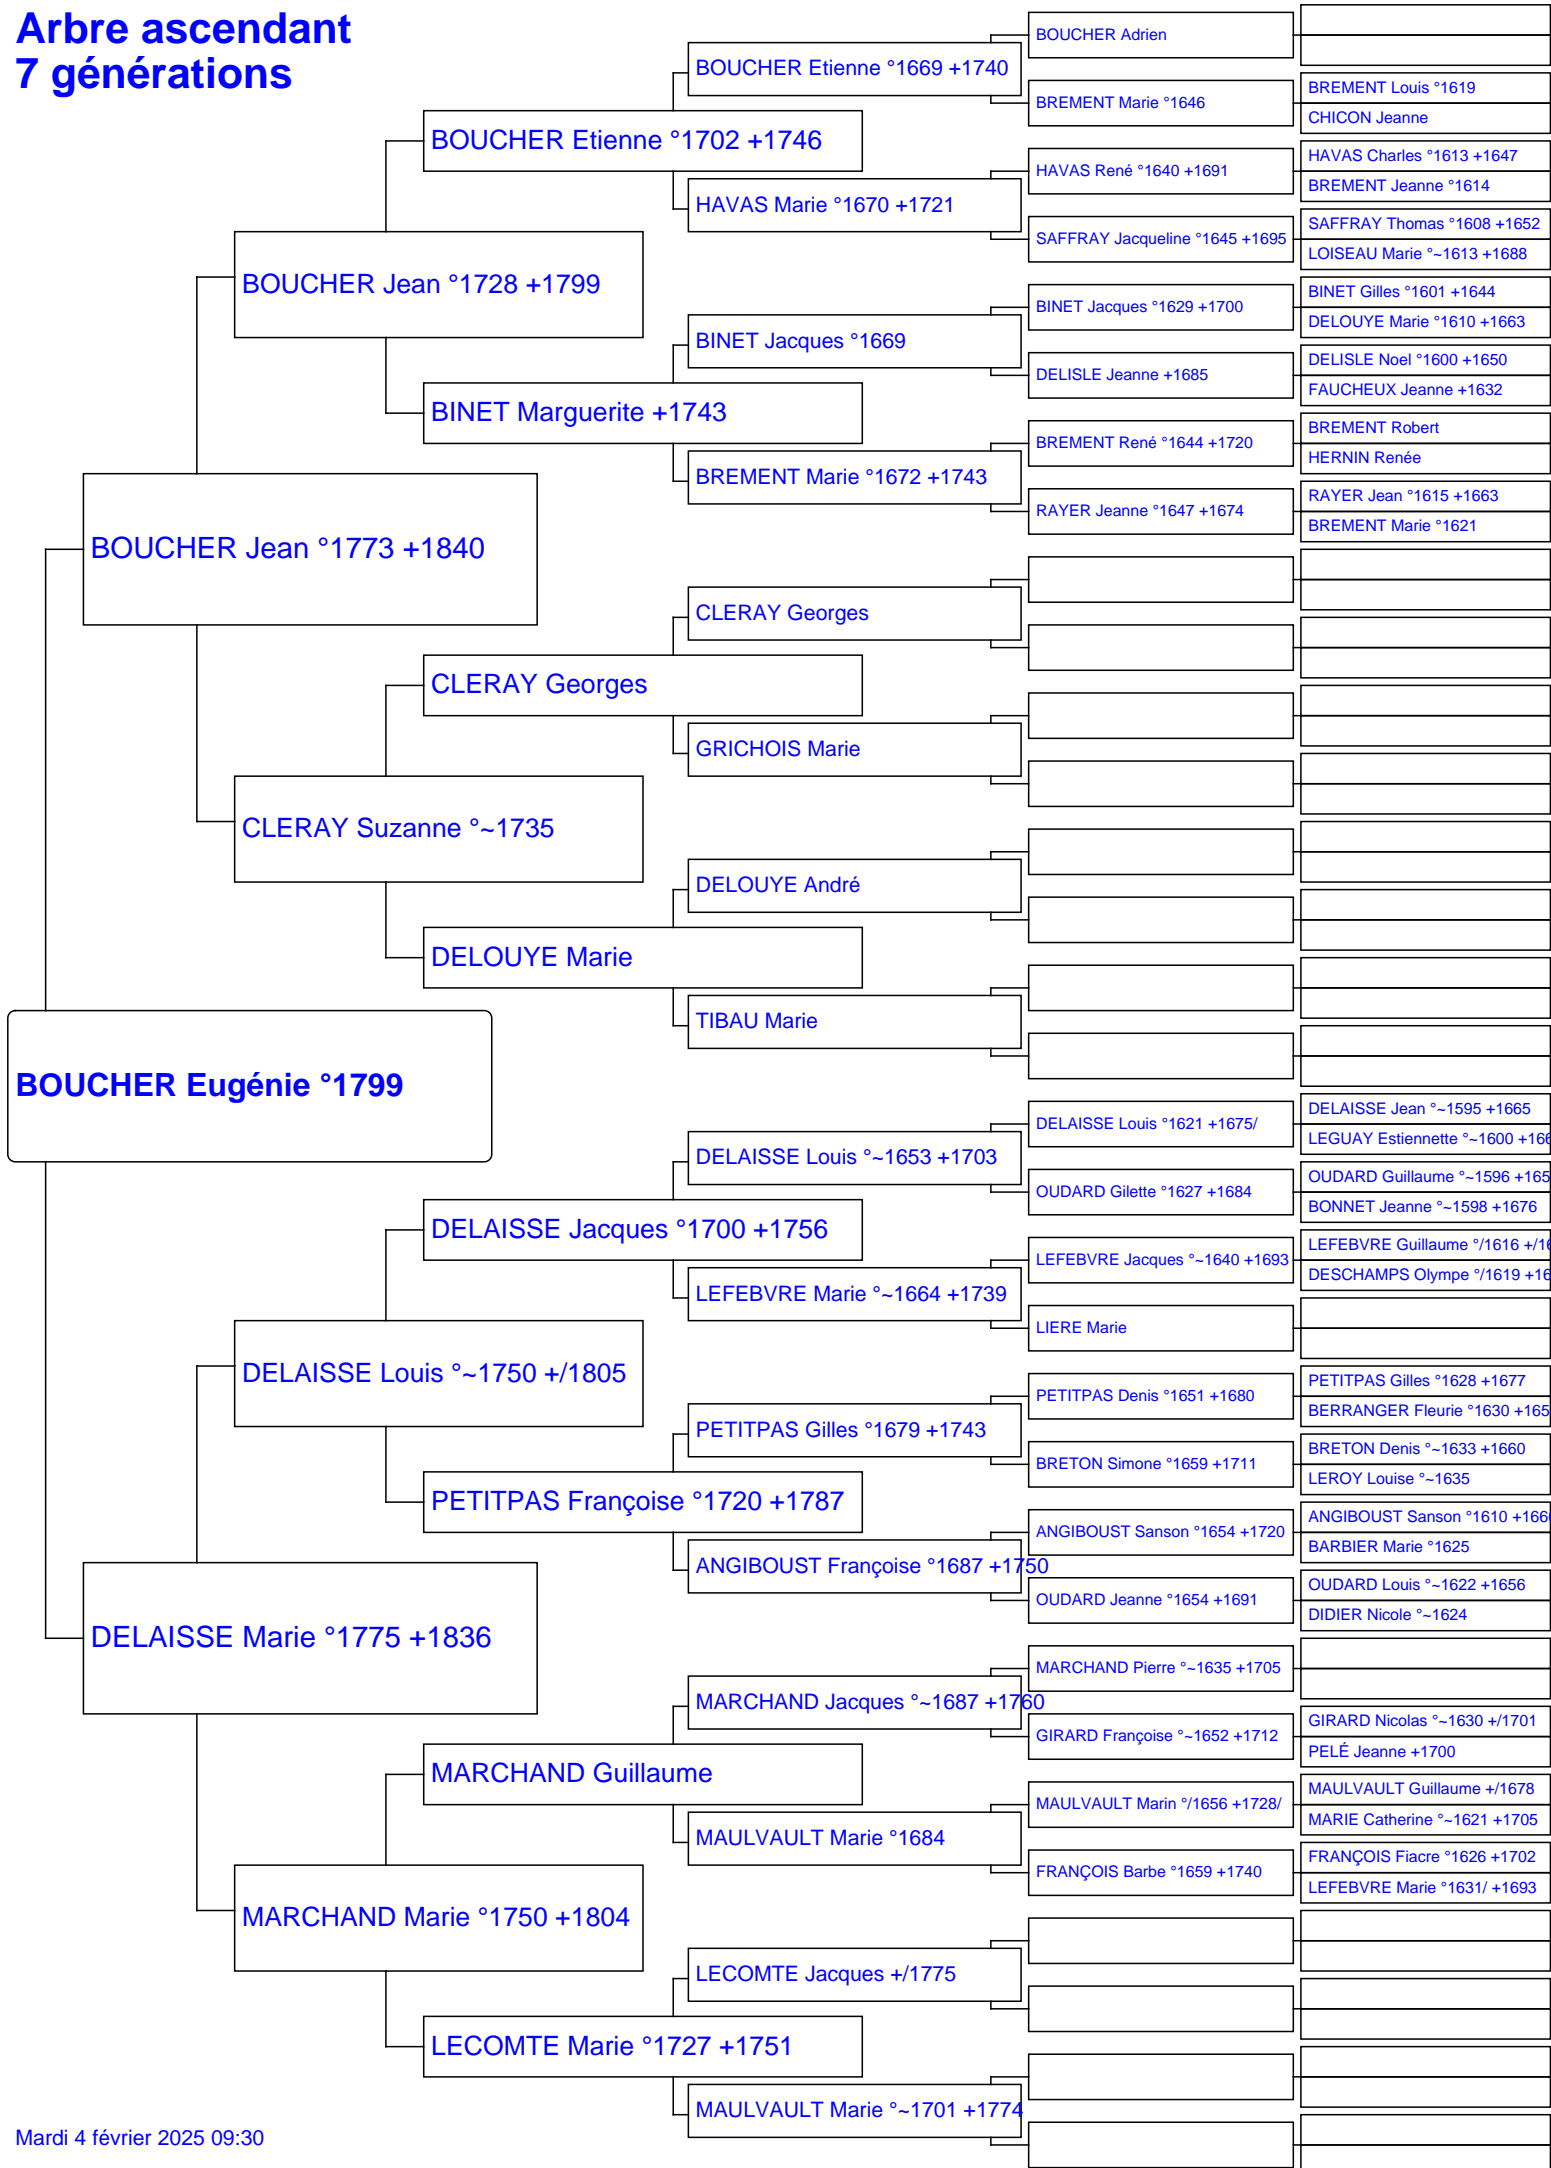 Arbre ascendant
7 générations
BOUCHER Eugénie °1799
BOUCHER Jean °1773 +1840
DELAISSE Marie °1775 +1836
BOUCHER Jean °1728 +1799
CLERAY Suzanne °~1735
DELAISSE Louis °~1750 +/1805
MARCHAND Marie °1750 +1804
BOUCHER Etienne °1702 +1746
BINET Marguerite +1743
CLERAY Georges
DELOUYE Marie
DELAISSE Jacques °1700 +1756
PETITPAS Françoise °1720 +1787
MARCHAND Guillaume
LECOMTE Marie °1727 +1751
BOUCHER Etienne °1669 +1740
HAVAS Marie °1670 +1721
BINET Jacques °1669
BREMENT Marie °1672 +1743
CLERAY Georges
GRICHOIS Marie
DELOUYE André
TIBAU Marie
DELAISSE Louis °~1653 +1703
LEFEBVRE Marie °~1664 +1739
PETITPAS Gilles °1679 +1743
ANGIBOUST Françoise °1687 +1750
MARCHAND Jacques °~1687 +1760
MAULVAULT Marie °1684
LECOMTE Jacques +/1775
MAULVAULT Marie °~1701 +1774
BOUCHER Adrien
BREMENT Marie °1646
HAVAS René °1640 +1691
SAFFRAY Jacqueline °1645 +1695
BINET Jacques °1629 +1700
DELISLE Jeanne +1685
BREMENT René °1644 +1720
RAYER Jeanne °1647 +1674
DELAISSE Louis °1621 +1675/
OUDARD Gilette °1627 +1684
LEFEBVRE Jacques °~1640 +1693
LIERE Marie
PETITPAS Denis °1651 +1680
BRETON Simone °1659 +1711
ANGIBOUST Sanson °1654 +1720
OUDARD Jeanne °1654 +1691
MARCHAND Pierre °~1635 +1705
GIRARD Françoise °~1652 +1712
MAULVAULT Marin °/1656 +1728/
FRANÇOIS Barbe °1659 +1740
BREMENT Louis °1619
CHICON Jeanne
HAVAS Charles °1613 +1647
BREMENT Jeanne °1614
SAFFRAY Thomas °1608 +1652
LOISEAU Marie °~1613 +1688
BINET Gilles °1601 +1644
DELOUYE Marie °1610 +1663
DELISLE Noel °1600 +1650
FAUCHEUX Jeanne +1632
BREMENT Robert
HERNIN Renée
RAYER Jean °1615 +1663
BREMENT Marie °1621
DELAISSE Jean °~1595 +1665
LEGUAY Estiennette °~1600 +166
OUDARD Guillaume °~1596 +165
BONNET Jeanne °~1598 +1676
LEFEBVRE Guillaume °/1616 +/16
DESCHAMPS Olympe °/1619 +16
PETITPAS Gilles °1628 +1677
BERRANGER Fleurie °1630 +165
BRETON Denis °~1633 +1660
LEROY Louise °~1635
ANGIBOUST Sanson °1610 +166
BARBIER Marie °1625
OUDARD Louis °~1622 +1656
DIDIER Nicole °~1624
GIRARD Nicolas °~1630 +/1701
PELÉ Jeanne +1700
MAULVAULT Guillaume +/1678
MARIE Catherine °~1621 +1705
FRANÇOIS Fiacre °1626 +1702
LEFEBVRE Marie °1631/ +1693
Mardi 4 février 2025 09:30